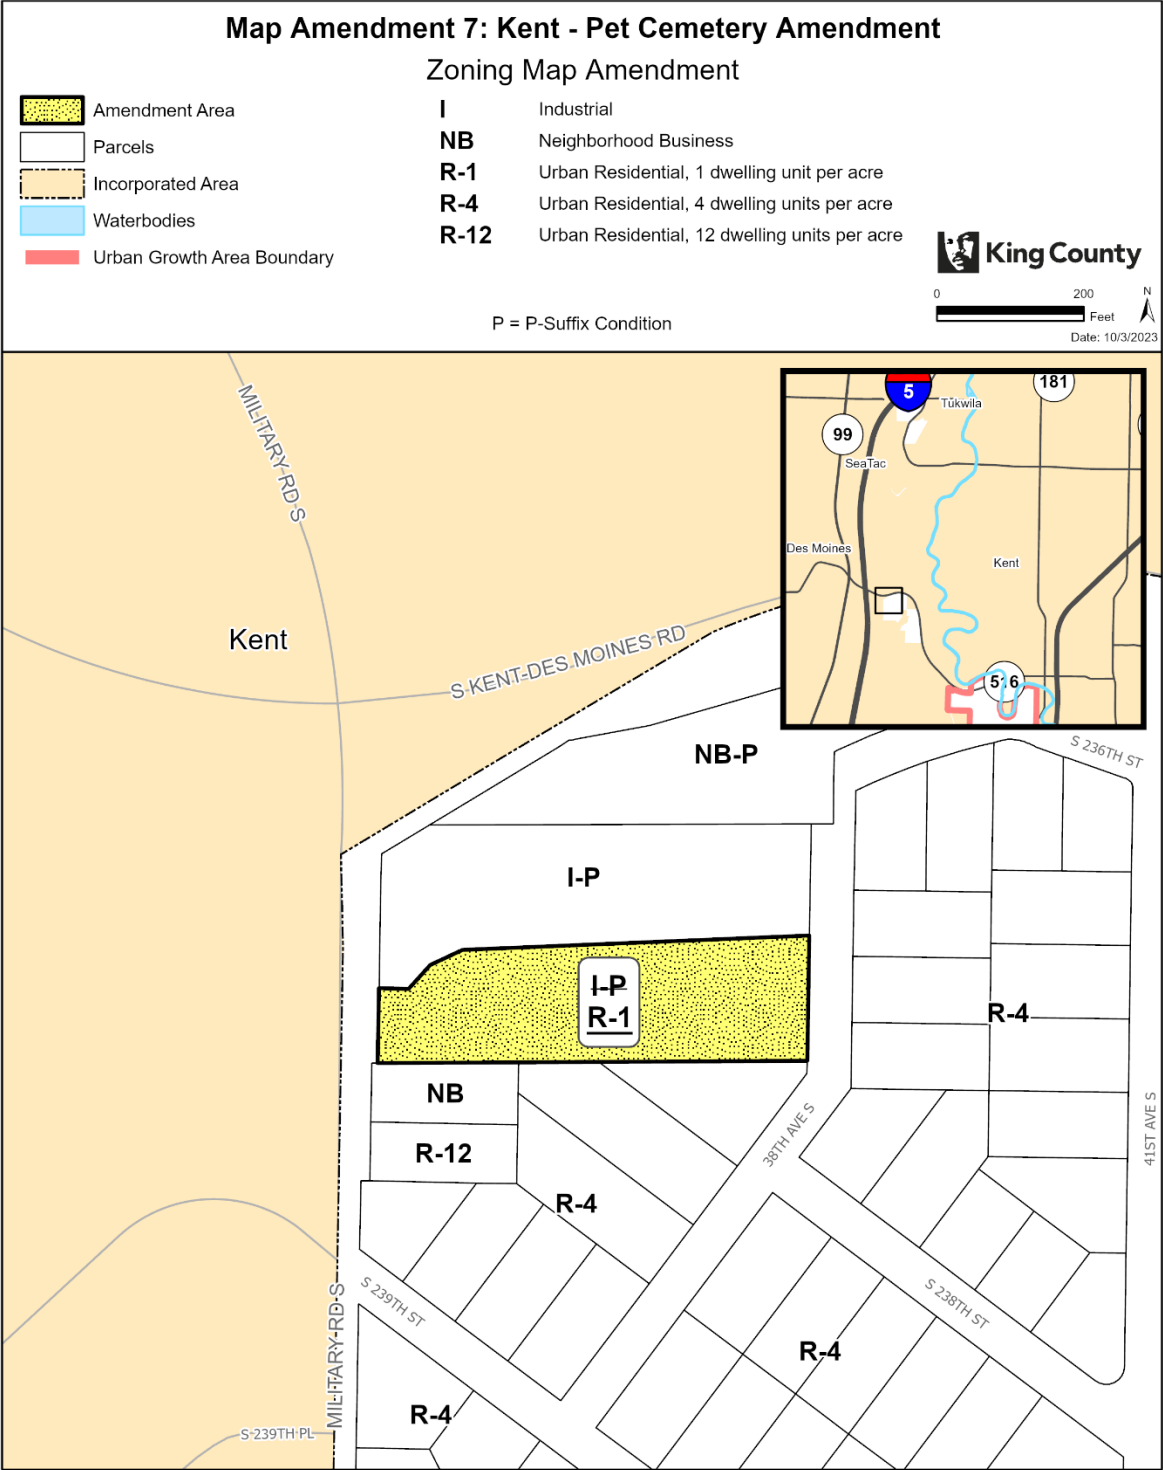 Map Amendment 7: Kent - Pet Cemetery Amendment
Zoning Map Amendment
Amendment Area
Parcels
Incorporated Area
Waterbodies
Urban Growth Area Boundary
I Industrial
NB Neighborhood Business
R-1 Urban Residential, 1 dwelling unit per acre
R-4 Urban Residential, 4 dwelling units per acre
R-12 Urban Residential, 12 dwelling units per acre
P = P-Suffix Condition
King County
0 200
Feet
N
Date: 10/3/2023
5
181
Tukwila
99
SeaTac
Des Moines
Kent
516
MILITARY RD S
Kent
S KENT-DES MOINES RD
S 236TH ST
NB-P
I-P
I-P
R-1
R-4
NB
R-12
R-4
38TH AVE S
41ST AVE S
S 239TH ST
S 238TH ST
MILITARY RD S
R-4
R-4
S 239TH PL